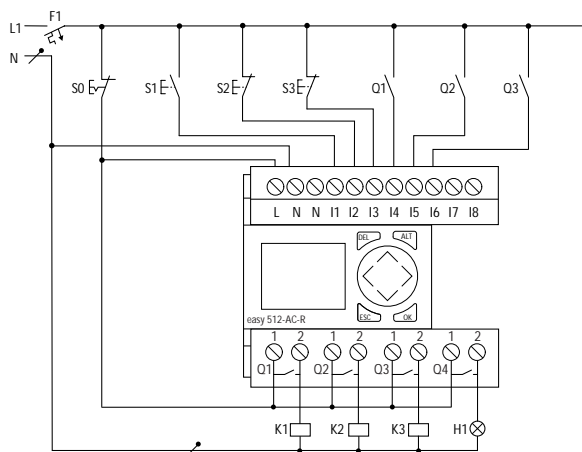 L1
F1
N
S0
S1
S2
S3
Q1
Q2
Q3
L N N I1 I2 I3 I4 I5 I6 I7 I8
DEL
ALT
ESC
OK
easy 512-AC-R
1 2 1 2 1 2 1 2
Q1 Q2 Q3 Q4
K1 K2 K3 H1